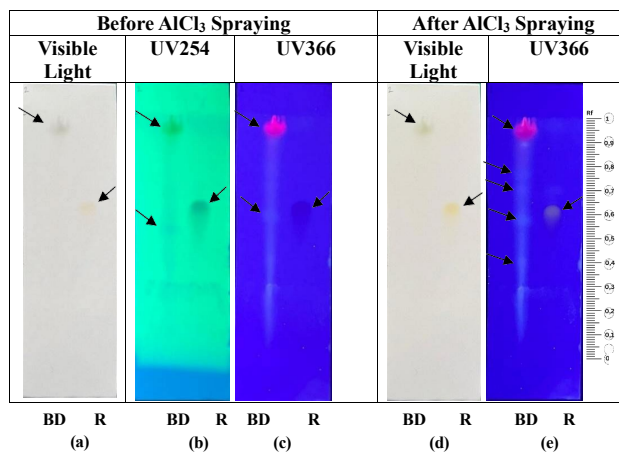 Before AlCl₃ Spraying After AlCl₃ Spraying
Visible Light UV254 UV366 Visible Light UV366
Rf
1
0,9
0,8
0,7
0,6
0,5
0,4
0,3
0,2
0,1
0
BD R BD R BD R BD R BD R
(a) (b) (c) (d) (e)